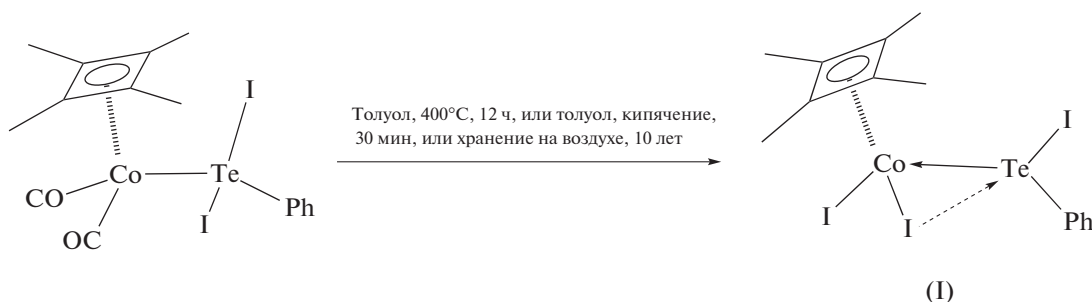 I
Co
Te
CO
OC
I
Ph
Толуол, 400°C, 12 ч, или толуол, кипячение,
30 мин, или хранение на воздухе, 10 лет
Co
Te
I
I
I
Ph
(I)